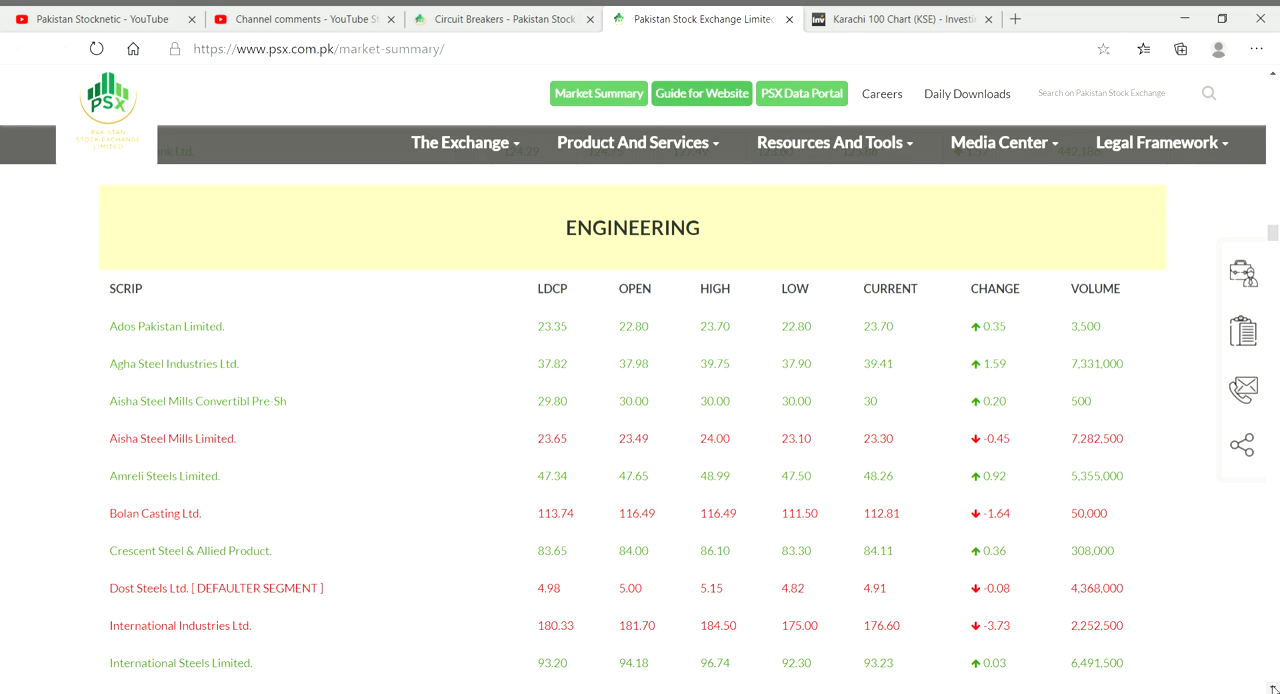 Pakistan Stocknetic - YouTube
Channel comments - YouTube St
Circuit Breakers - Pakistan Stock
Pakistan Stock Exchange Limited
Karachi 100 Chart (KSE) - Investi
https://www.psx.com.pk/market-summary/
PSX
PAKISTAN
STOCK EXCHANGE
LIMITED
Market Summary Guide for Website PSX Data Portal Careers Daily Downloads Search on Pakistan Stock Exchange
The Exchange Product And Services Resources And Tools Media Center Legal Framework
ENGINEERING
SCRIP LDCP OPEN HIGH LOW CURRENT CHANGE VOLUME
Ados Pakistan Limited. 23.35 22.80 23.70 22.80 23.70 0.35 3,500
Agha Steel Industries Ltd. 37.82 37.98 39.75 37.90 39.41 1.59 7,331,000
Aisha Steel Mills Convertibl Pre-Sh 29.80 30.00 30.00 30.00 30 0.20 500
Aisha Steel Mills Limited. 23.65 23.49 24.00 23.10 23.30 -0.45 7,282,500
Amreli Steels Limited. 47.34 47.65 48.99 47.50 48.26 0.92 5,355,000
Bolan Casting Ltd. 113.74 116.49 116.49 111.50 112.81 -1.64 50,000
Crescent Steel & Allied Product. 83.65 84.00 86.10 83.30 84.11 0.36 308,000
Dost Steels Ltd. [ DEFAULTER SEGMENT ] 4.98 5.00 5.15 4.82 4.91 -0.08 4,368,000
International Industries Ltd. 180.33 181.70 184.50 175.00 176.60 -3.73 2,252,500
International Steels Limited. 93.20 94.18 96.74 92.30 93.23 0.03 6,491,500